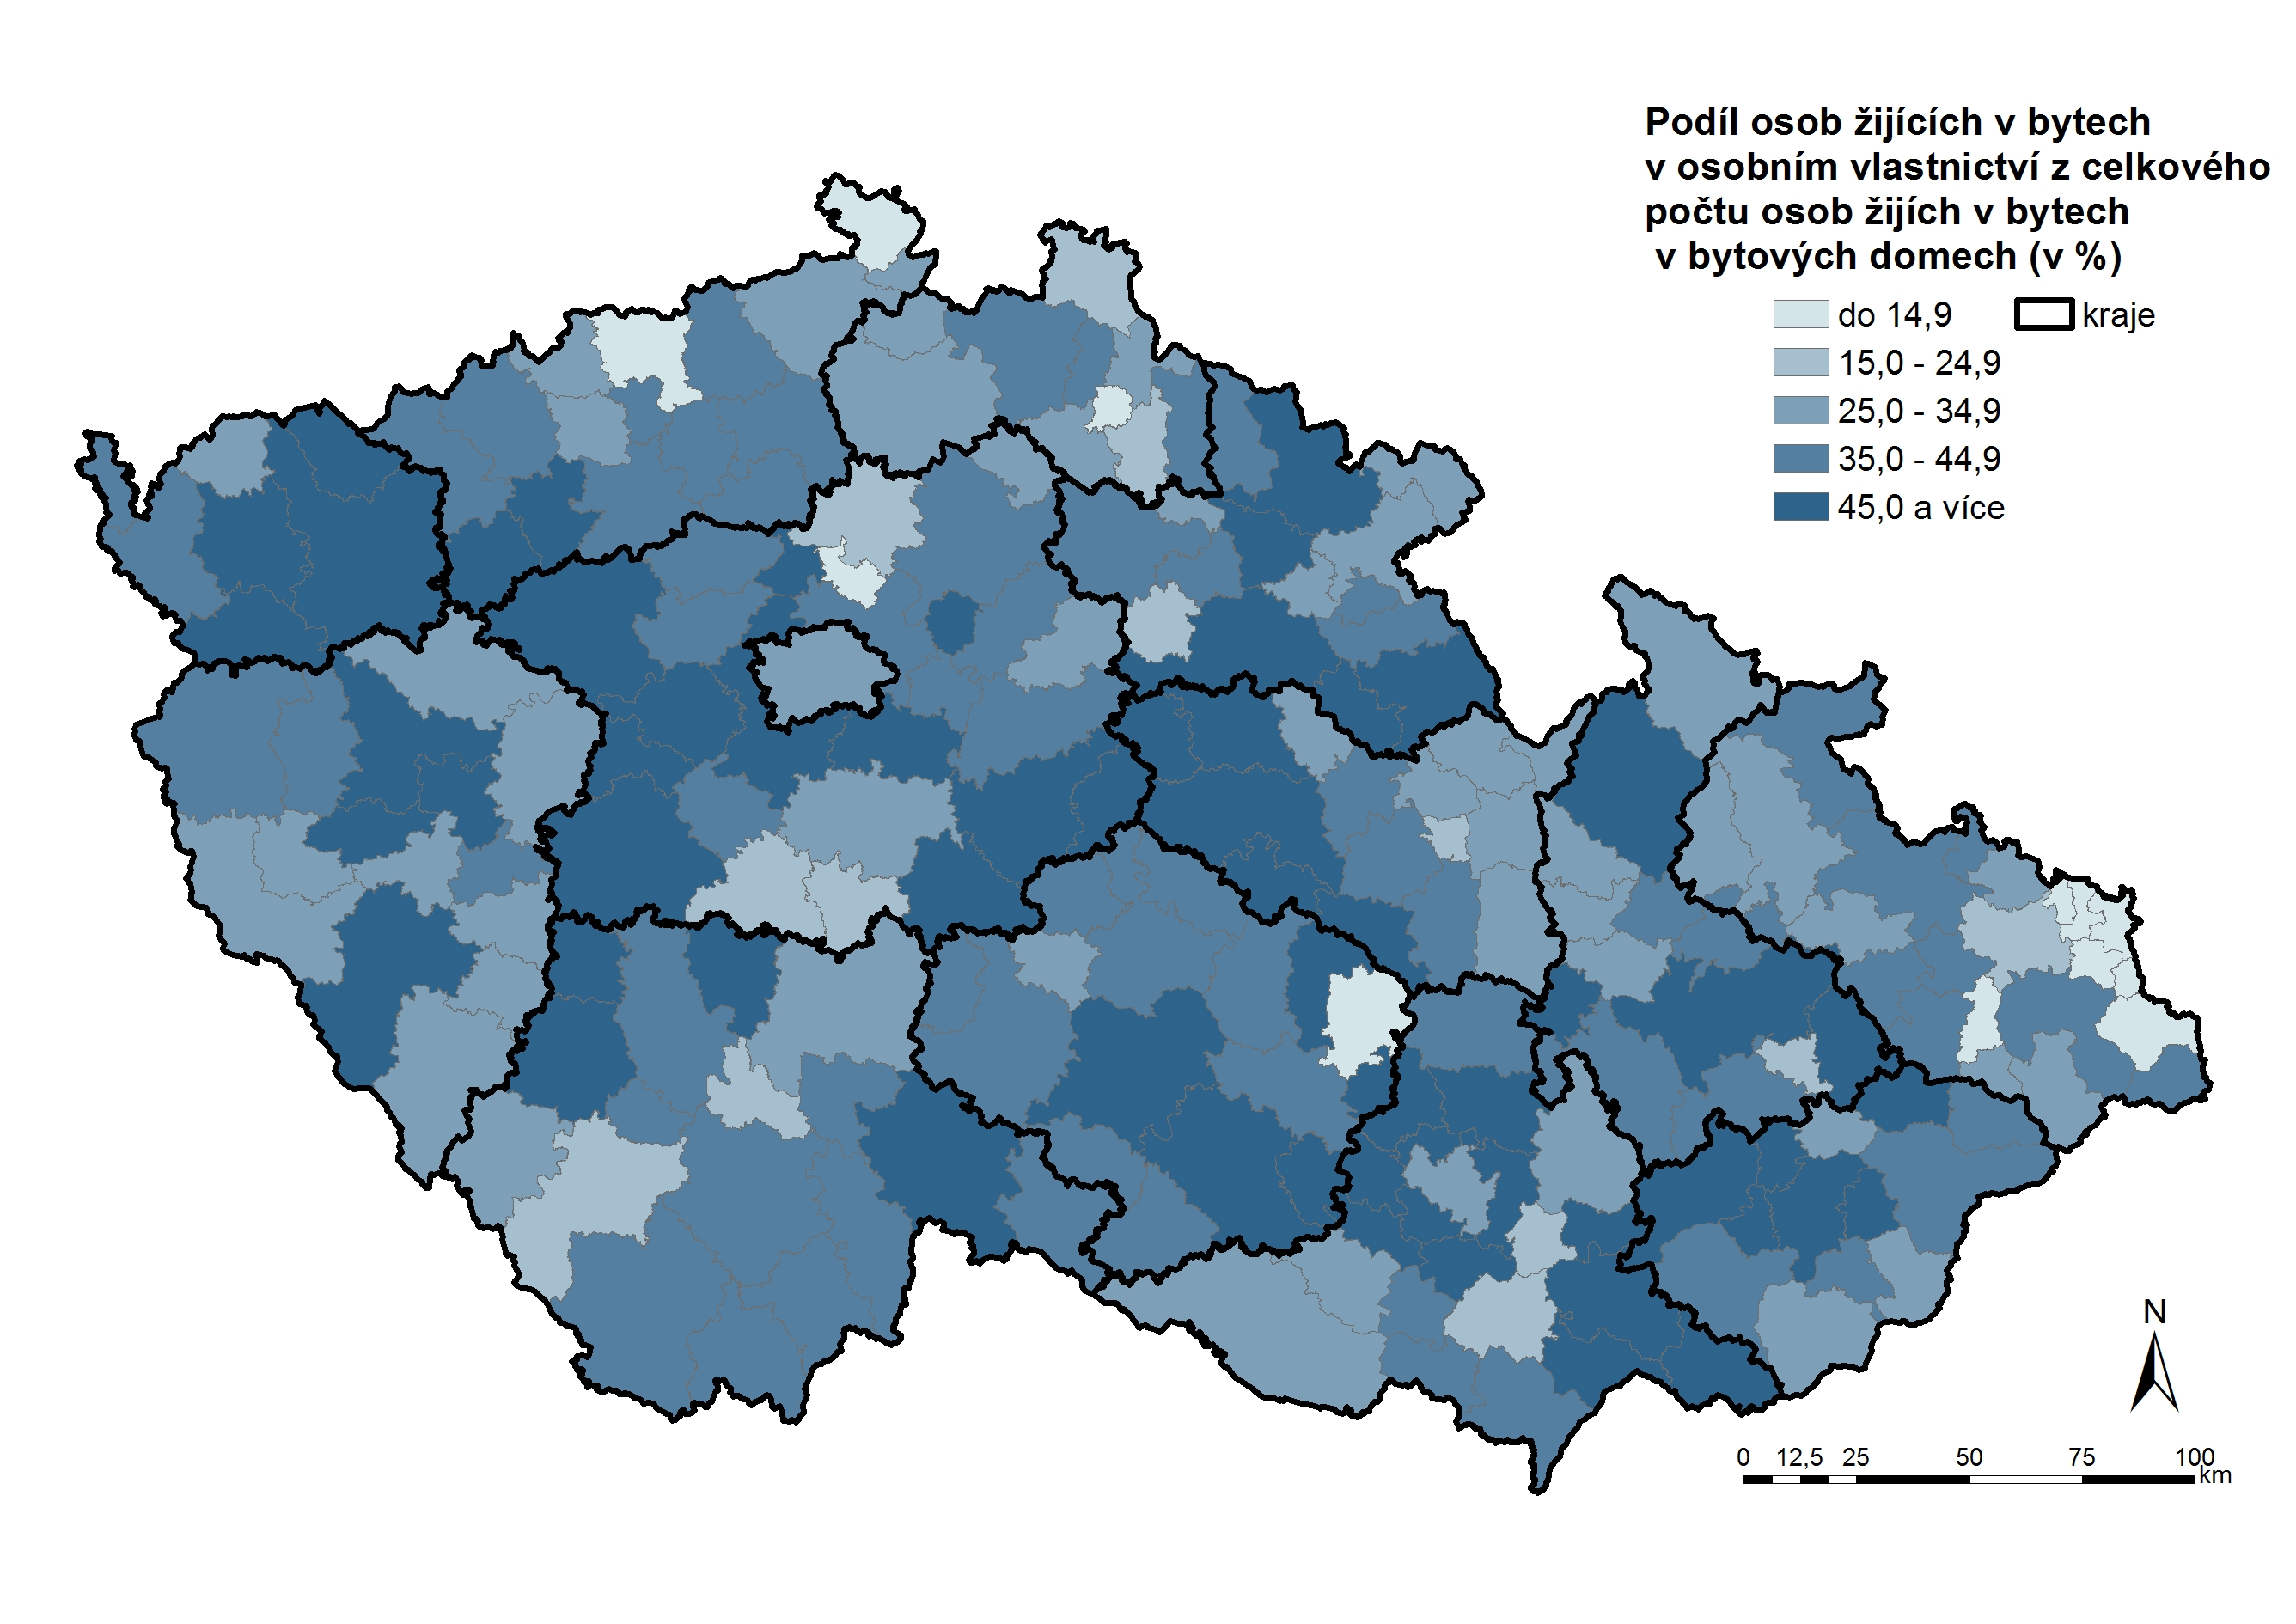 Podíl osob žijících v bytech
v osobním vlastnictví z celkového
počtu osob žijích v bytech
v bytových domech (v %)
do 14,9 kraje
15,0 - 24,9
25,0 - 34,9
35,0 - 44,9
45,0 a více
N
0 12,5 25 50 75 100
km